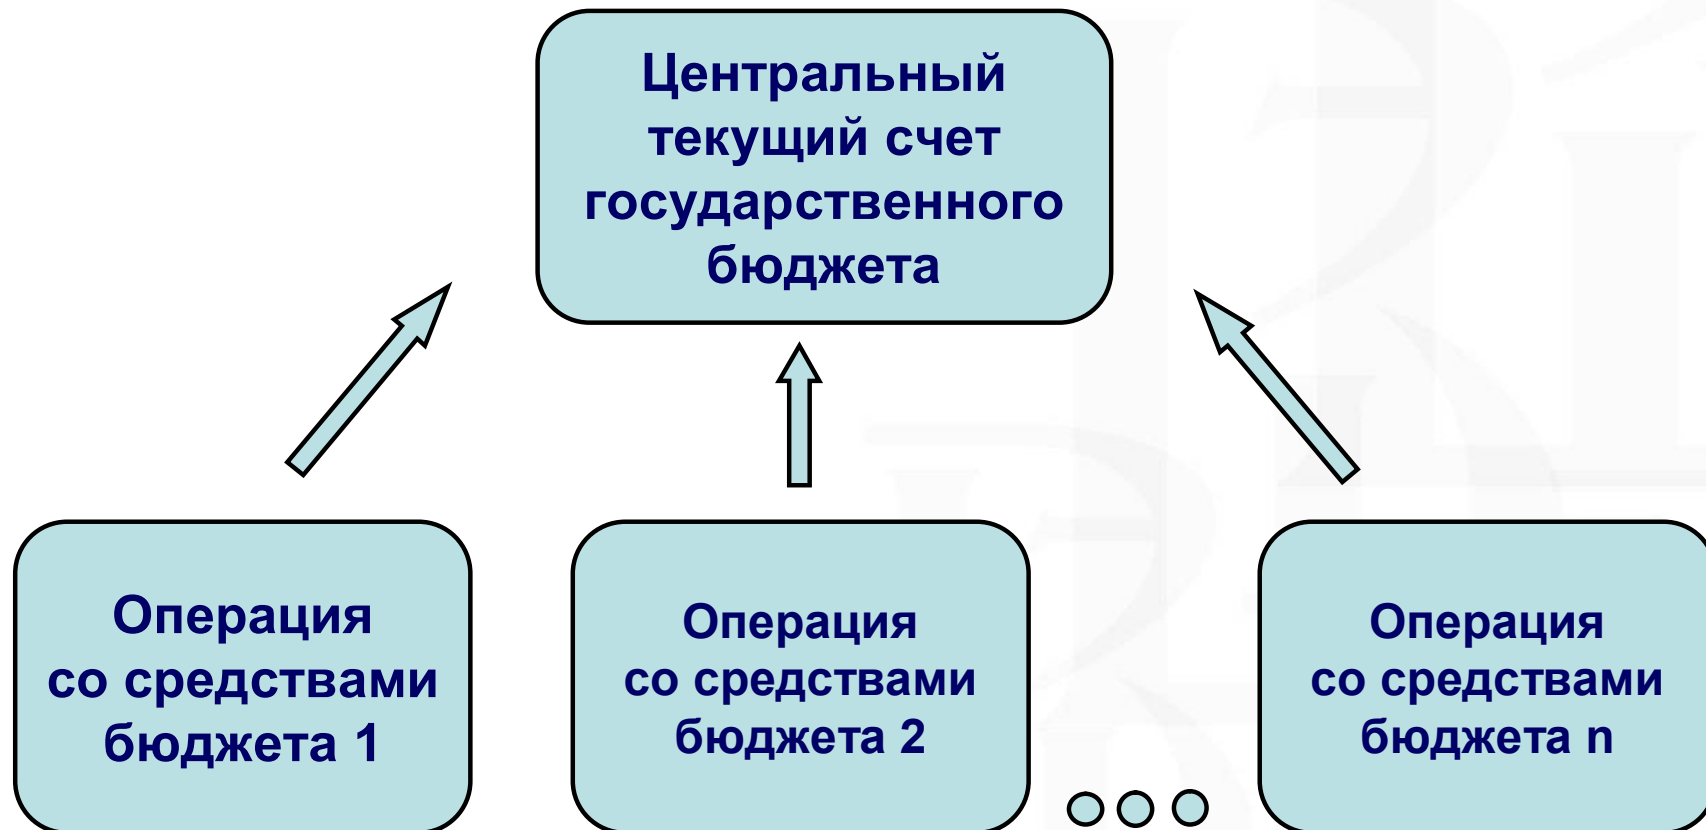 Центральный
текущий счет
государственного
бюджета
Операция
со средствами
бюджета 1
Операция
со средствами
бюджета 2
Операция
со средствами
бюджета n